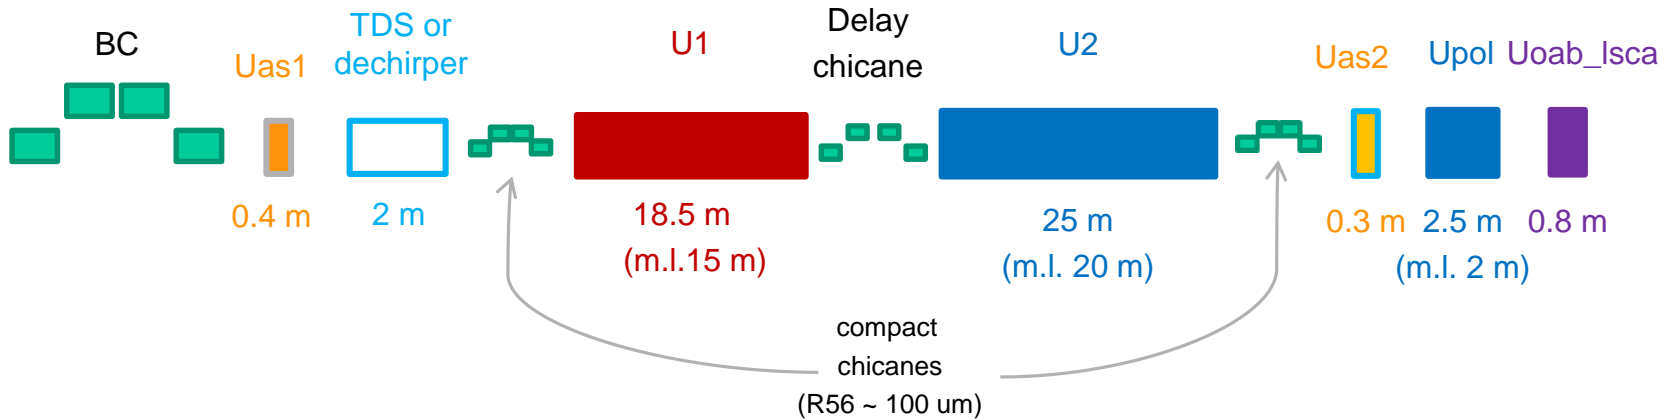 BC
Uas1
TDS or
dechirper
U1
Delay
chicane
U2
Uas2
Upol
Uoab_lsca
0.4 m
2 m
18.5 m
(m.l.15 m)
25 m
(m.l. 20 m)
0.3 m
2.5 m
(m.l. 2 m)
0.8 m
compact
chicanes
(R56 ~ 100 um)